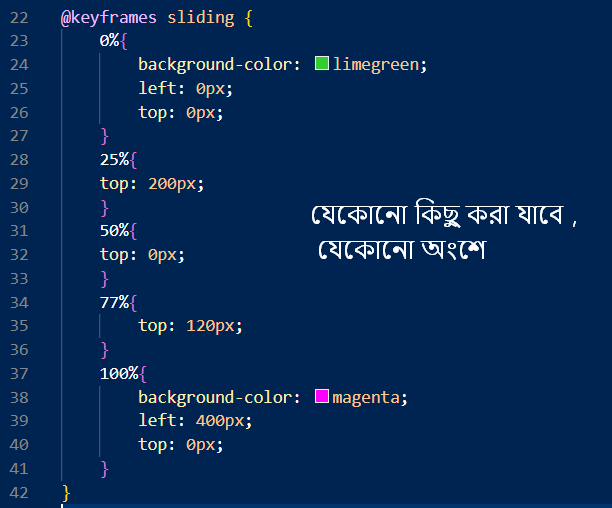 22 @keyframes sliding {
23 0%{
24 background-color: limegreen;
25 left: 0px;
26 top: 0px;
27 }
28 25%{
29 top: 200px;
30 }
যেকোনো কিছু করা যাবে ,
31 50%{
32 top: 0px;
যেকোনো অংশে
33 }
34 77%{
35 top: 120px;
36 }
37 100%{
38 background-color: magenta;
39 left: 400px;
40 top: 0px;
41 }
42 }